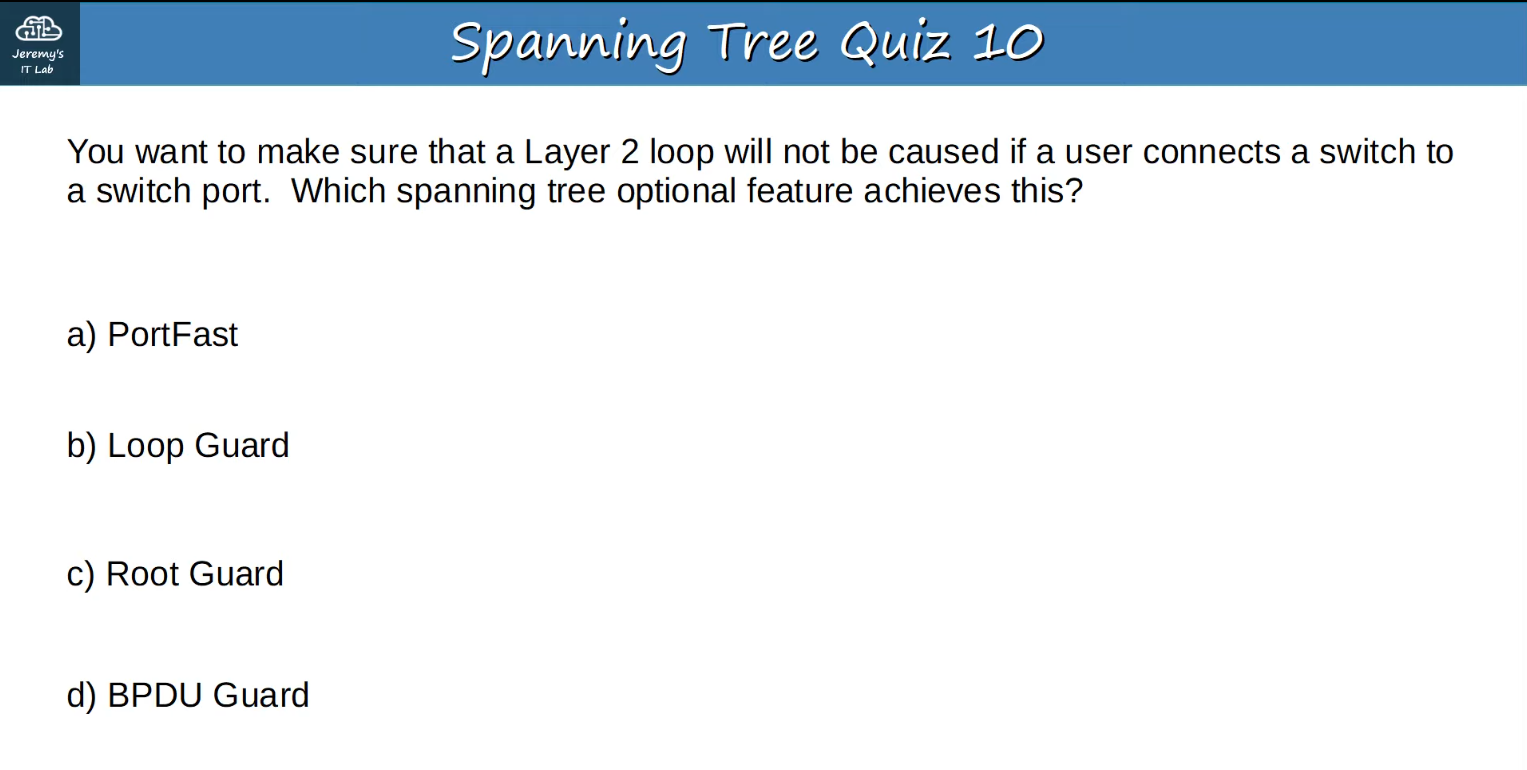 Jeremy's
IT Lab
Spanning Tree Quiz 10
You want to make sure that a Layer 2 loop will not be caused if a user connects a switch to
a switch port.  Which spanning tree optional feature achieves this?
a) PortFast
b) Loop Guard
c) Root Guard
d) BPDU Guard